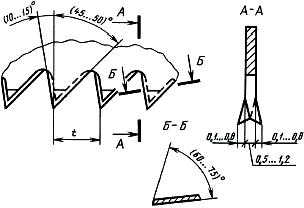 (10...15)°
(45...50)°
А
А–А
Б
Б
t
А
Б–Б
(60...75)°
0,1...0,8
0,1...0,8
0,5...1,2